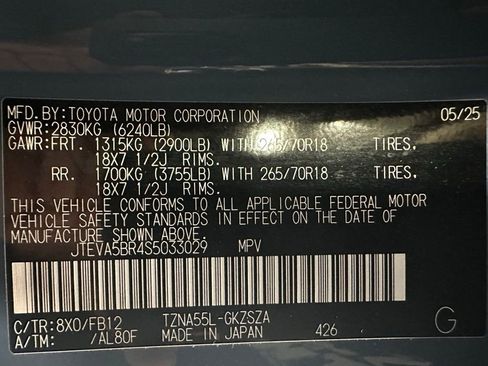 MFD.BY:TOYOTA MOTOR CORPORATION 05/25
GVWR:2830KG (6240LB)
GAWR:FRT. 1315KG (2900LB) WITH 265/70R18 TIRES,
18X7 1/2J RIMS.
RR. 1700KG (3755LB) WITH 265/70R18 TIRES,
18X7 1/2J RIMS.
THIS VEHICLE CONFORMS TO ALL APPLICABLE FEDERAL MOTOR
VEHICLE SAFETY STANDARDS IN EFFECT ON THE DATE OF
MANUFACTURE SHOWN ABOVE.
JTEVA5BR4S5033029 MPV
C/TR:8X0/FB12 TZNA55L-GKZSZA
A/TM: /AL80F MADE IN JAPAN 426 G